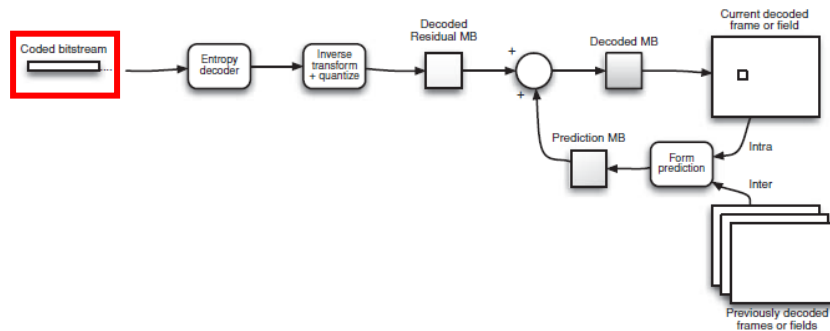 Coded bitstream
Entropy
decoder
Inverse
transform
+ quantize
Decoded
Residual MB
+
+
Decoded MB
Current decoded
frame or field
Prediction MB
Form
prediction
Intra
Inter
Previously decoded
frames or fields